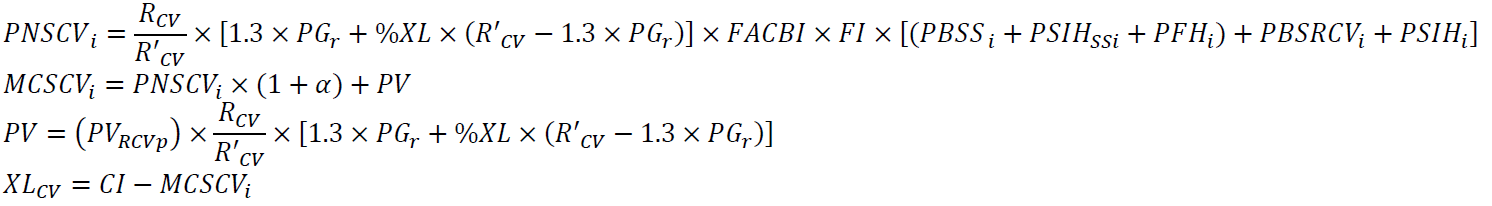 PNSCV_i = R_CV / R'_CV × [1.3 × PG_r + %XL × (R'_CV − 1.3 × PG_r)] × FACBI × FI × [(PBSS_i + PSIH_SSi + PFH_i) + PBSRCV_i + PSIH_i]
MCSCV_i = PNSCV_i × (1 + α) + PV
PV = (PV_RCVp) × R_CV / R'_CV × [1.3 × PG_r + %XL × (R'_CV − 1.3 × PG_r)]
XL_CV = CI − MCSCV_i